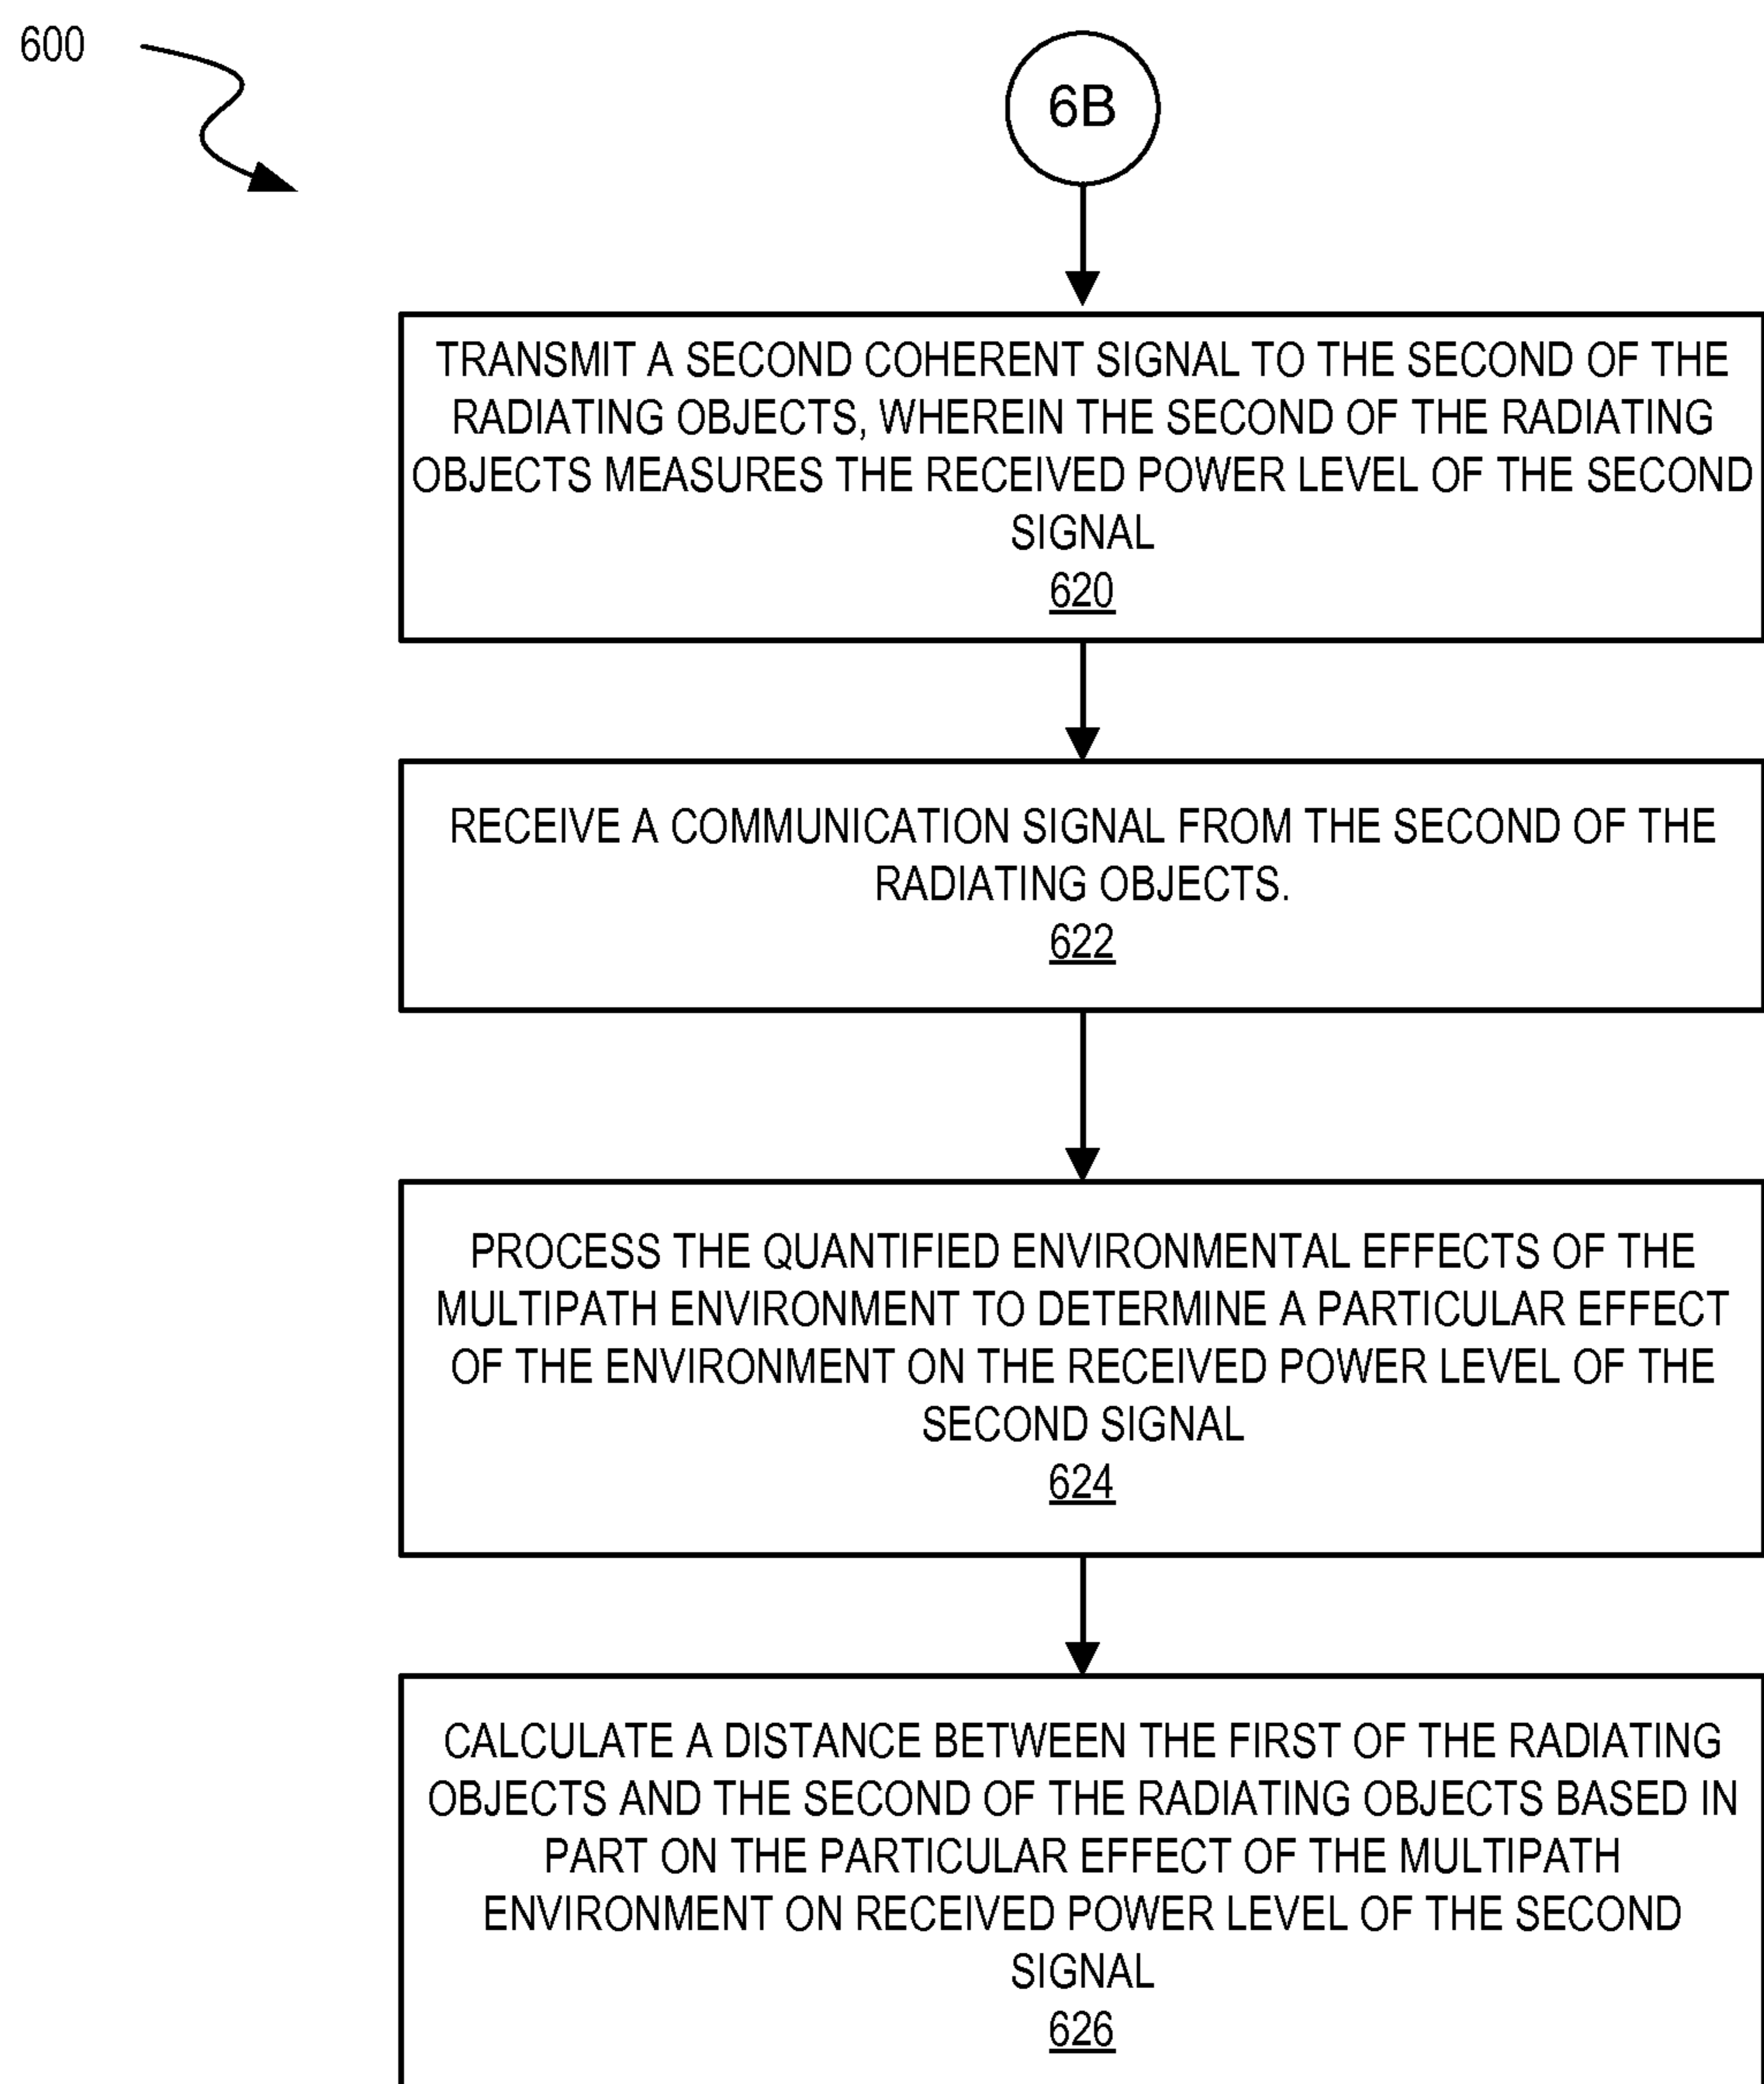 600
6B
TRANSMIT A SECOND COHERENT SIGNAL TO THE SECOND OF THE
RADIATING OBJECTS, WHEREIN THE SECOND OF THE RADIATING
OBJECTS MEASURES THE RECEIVED POWER LEVEL OF THE SECOND
SIGNAL
620
RECEIVE A COMMUNICATION SIGNAL FROM THE SECOND OF THE
RADIATING OBJECTS.
622
PROCESS THE QUANTIFIED ENVIRONMENTAL EFFECTS OF THE
MULTIPATH ENVIRONMENT TO DETERMINE A PARTICULAR EFFECT
OF THE ENVIRONMENT ON THE RECEIVED POWER LEVEL OF THE
SECOND SIGNAL
624
CALCULATE A DISTANCE BETWEEN THE FIRST OF THE RADIATING
OBJECTS AND THE SECOND OF THE RADIATING OBJECTS BASED IN
PART ON THE PARTICULAR EFFECT OF THE MULTIPATH
ENVIRONMENT ON RECEIVED POWER LEVEL OF THE SECOND
SIGNAL
626